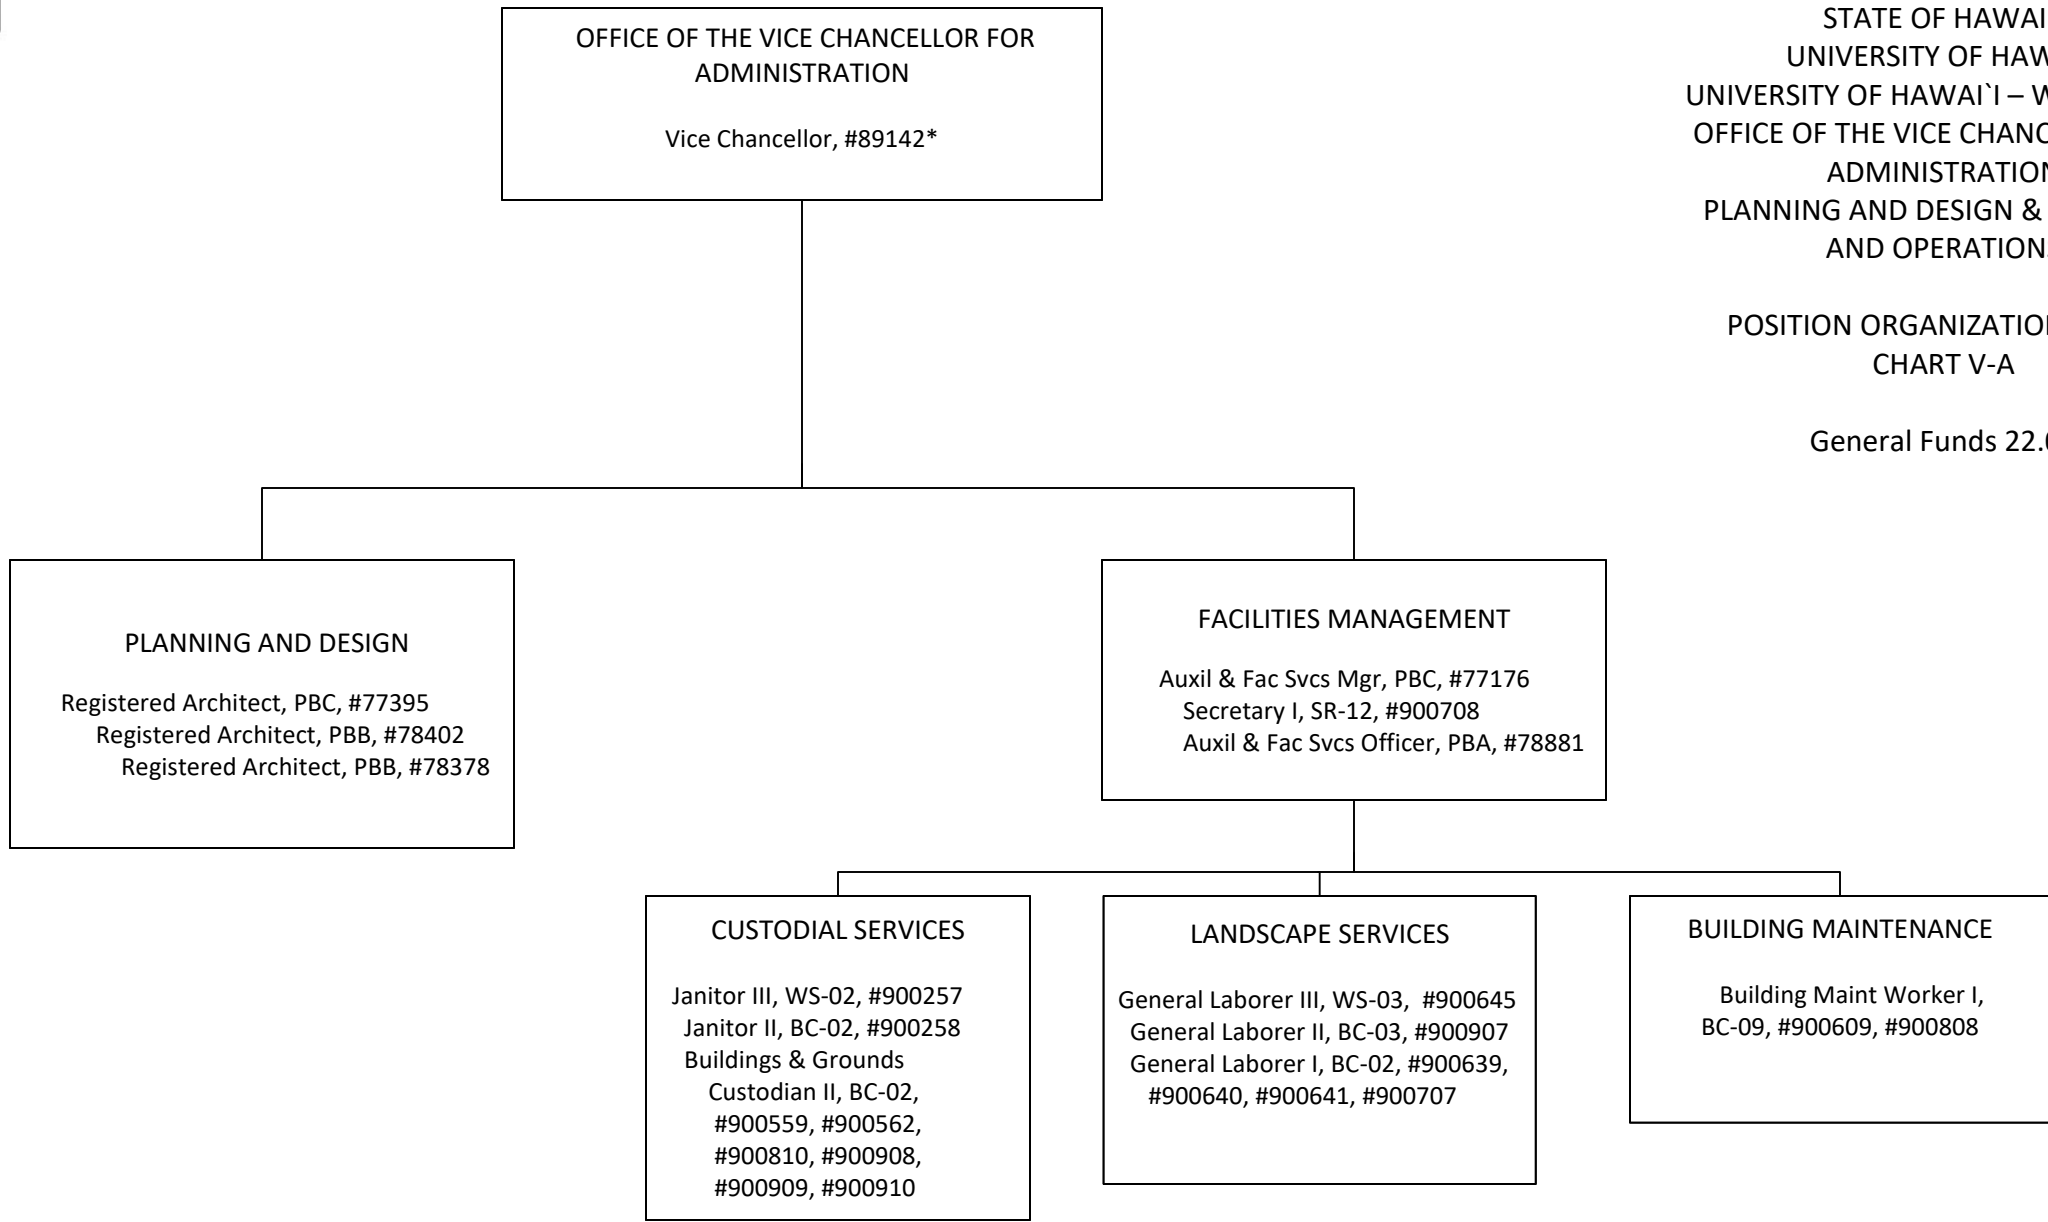 OFFICE OF THE VICE CHANCELLOR FOR
ADMINISTRATION
Vice Chancellor, #89142*
STATE OF HAWAI
UNIVERSITY OF
UNIVERSITY OF HAWAI`I –
OFFICE OF THE VICE
PLANNING AND DESIGN &
AND
POSITION
CHART V-A
General Funds
PLANNING AND DESIGN
Registered Architect, PBC, #77395
Registered Architect, PBB, #78402
Registered Architect, PBB, #78378
FACILITIES MANAGEMENT
Auxil & Fac Svcs Mgr, PBC, #77176
Secretary I, SR-12, #900708
Auxil & Fac Svcs Officer, PBA, #78881
CUSTODIAL SERVICES
Janitor III, WS-02, #900257
Janitor II, BC-02, #900258
Buildings & Grounds
Custodian II, BC-02,
#900559, #900562,
#900810, #900908,
#900909, #900910
LANDSCAPE SERVICES
General Laborer III, WS-03, #900645
General Laborer II, BC-03, #900907
General Laborer I, BC-02, #900639,
#900640, #900641, #900707
BUILDING MAINTENANCE
Building Maint Worker I,
BC-09, #900609, #900808